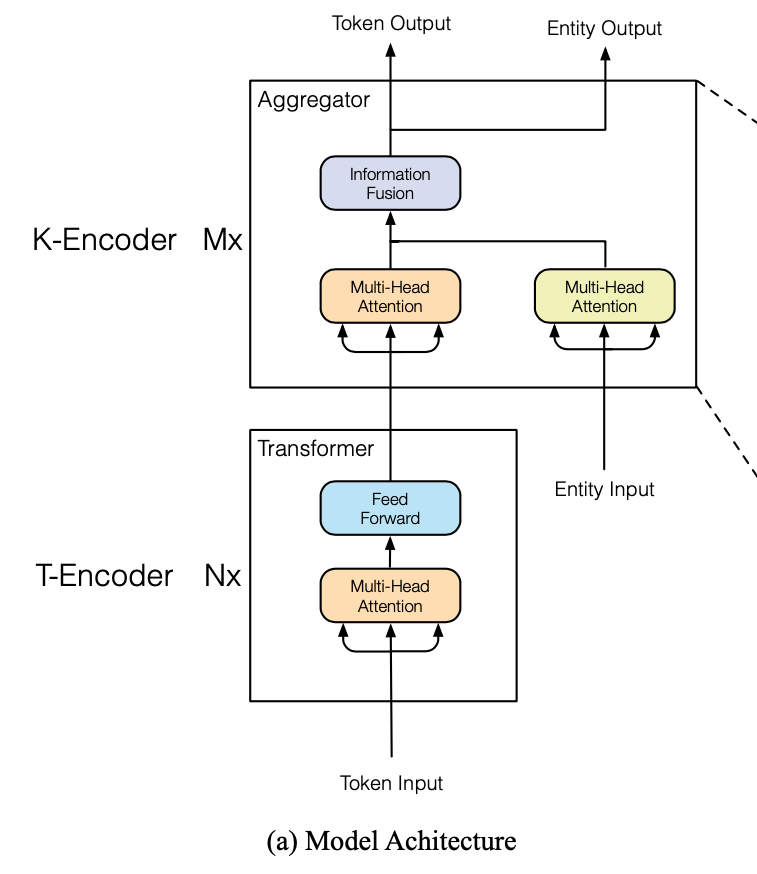 Token Output
Entity Output
Aggregator
Information
Fusion
K-Encoder Mx
Multi-Head
Attention
Multi-Head
Attention
Transformer
Feed
Forward
Entity Input
T-Encoder Nx
Multi-Head
Attention
Token Input
(a) Model Achitecture